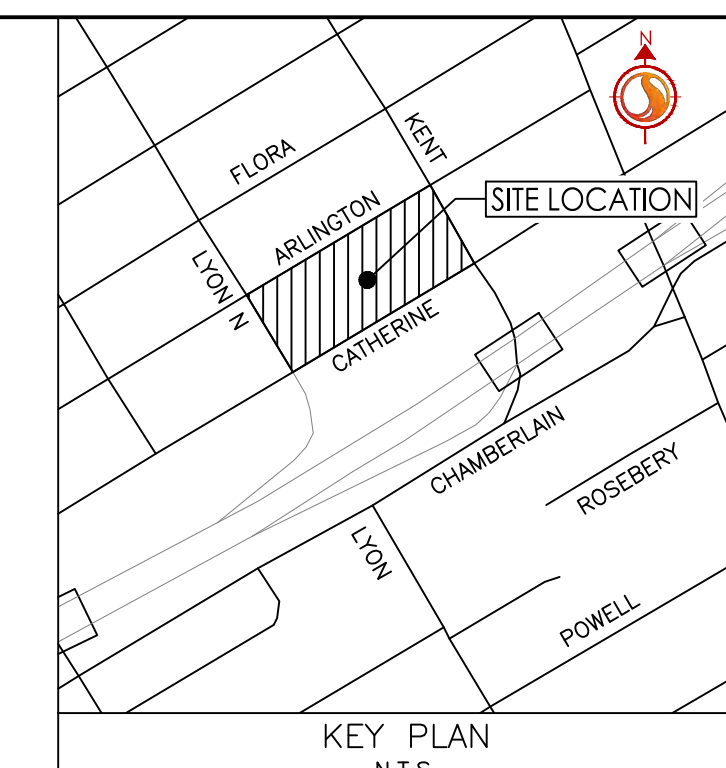 N
KENT
FLORA
SITE LOCATION
ARLINGTON
LYON N
CATHERINE
CHAMBERLAIN
ROSEBERY
LYON
POWELL
KEY PLAN
N.T.S.